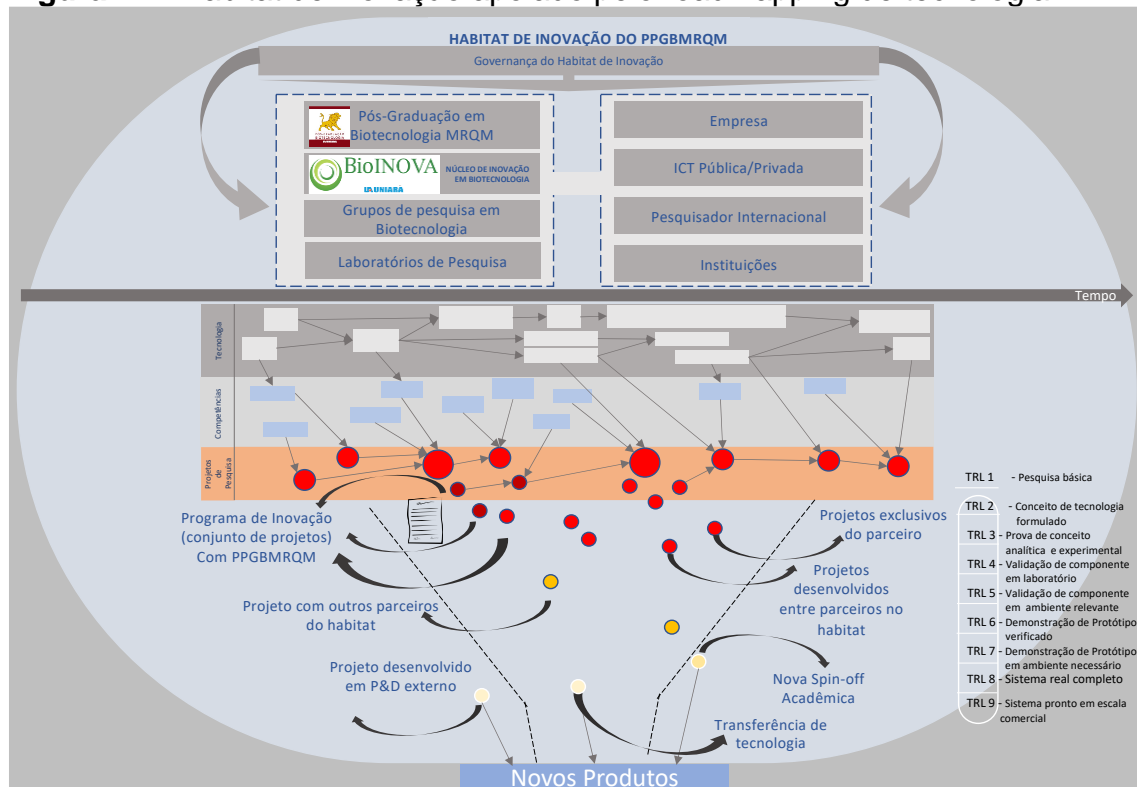 HABITAT DE INOVAÇÃO DO PPGBMRQM
Governança do Habitat de Inovação
Pós-Graduação em
Biotecnologia MRQM
BioINOVA
NÚCLEO DE INOVAÇÃO
EM BIOTECNOLOGIA
Grupos de pesquisa em
Biotecnologia
Laboratórios de Pesquisa
Empresa
ICT Pública/Privada
Pesquisador Internacional
Instituições
Tempo
Tecnologia
Competências
Projetos
de
Pesquisa
Programa de Inovação
(conjunto de projetos)
Com PPGBMRQM
Projeto com outros parceiros
do habitat
Projeto desenvolvido
em P&D externo
Projetos exclusivos
do parceiro
Projetos
desenvolvidos
entre parceiros no
habitat
Nova Spin-off
Acadêmica
Transferência de
tecnologia
Novos Produtos
TRL 1 - Pesquisa básica
TRL 2 - Conceito de tecnologia
formulado
TRL 3 - Prova de conceito
analítica e experimental
TRL 4 - Validação de componente
em laboratório
TRL 5 - Validação de componente
em ambiente relevante
TRL 6 - Demonstração de Protótipo
verificado
TRL 7 - Demonstração de Protótipo
em ambiente necessário
TRL 8 - Sistema real completo
TRL 9 - Sistema pronto em escala
comercial